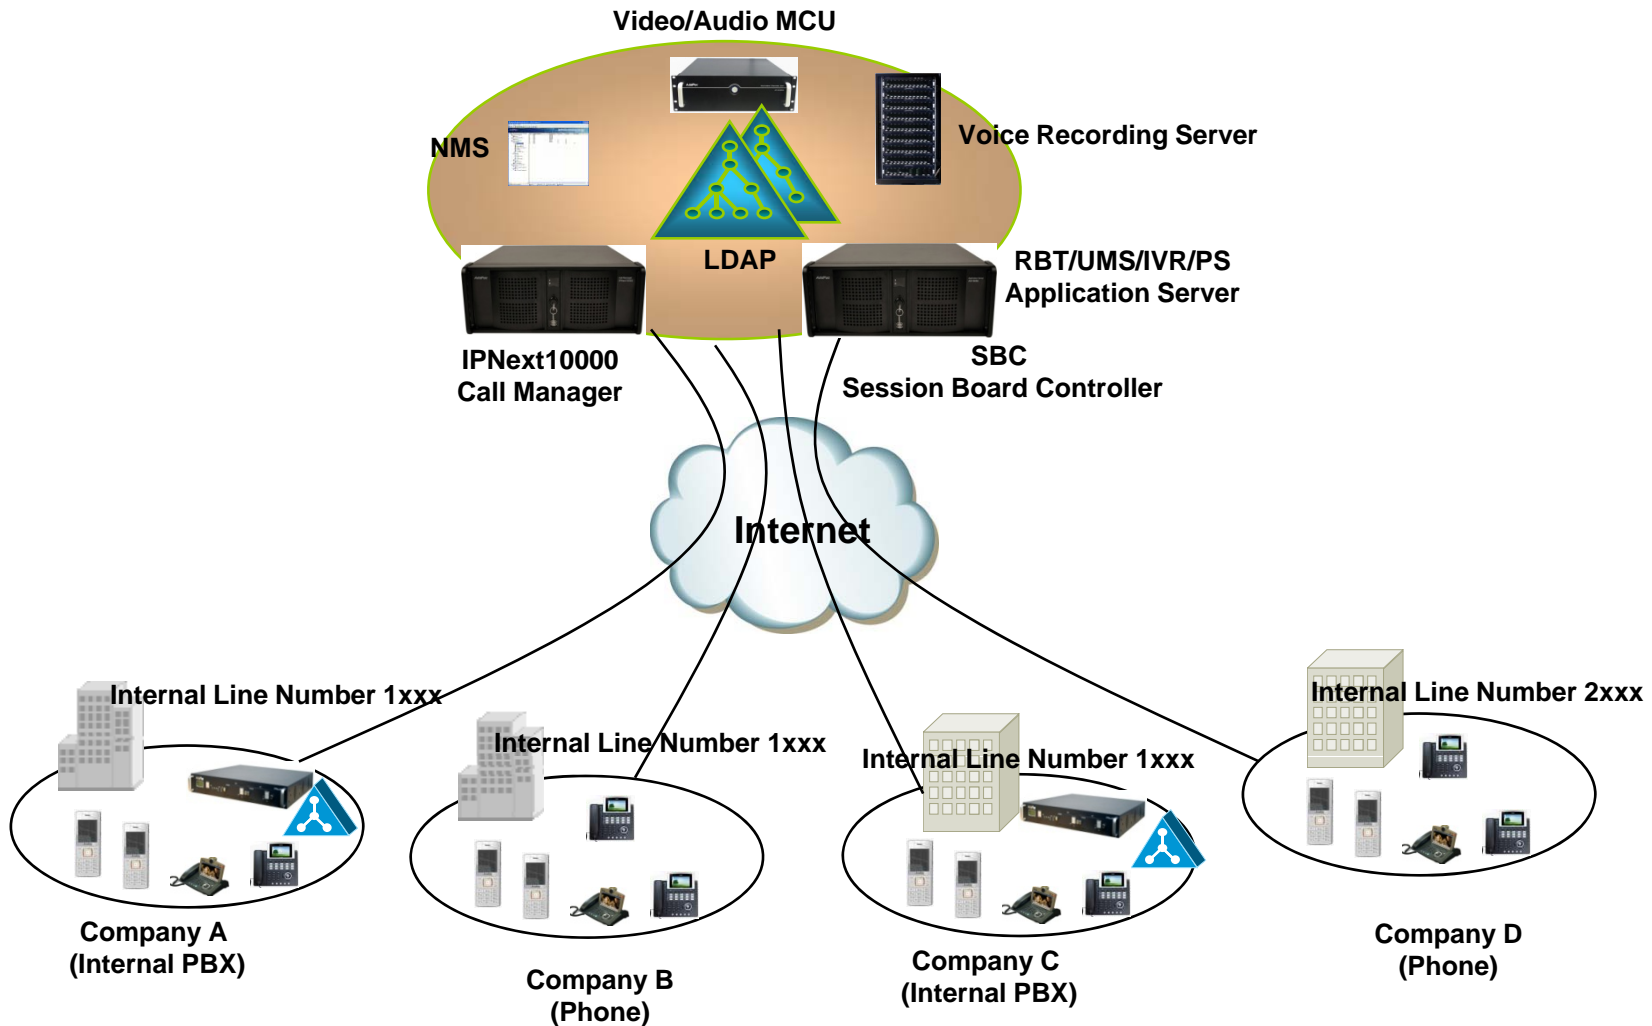 Video/Audio MCU
NMS
Voice Recording Server
LDAP
RBT/UMS/IVR/PS
Application Server
IPNext10000
Call Manager
SBC
Session Board Controller
Internet
Internal Line Number 1xxx
Internal Line Number 1xxx
Internal Line Number 1xxx
Internal Line Number 2xxx
Company A
(Internal PBX)
Company B
(Phone)
Company C
(Internal PBX)
Company D
(Phone)